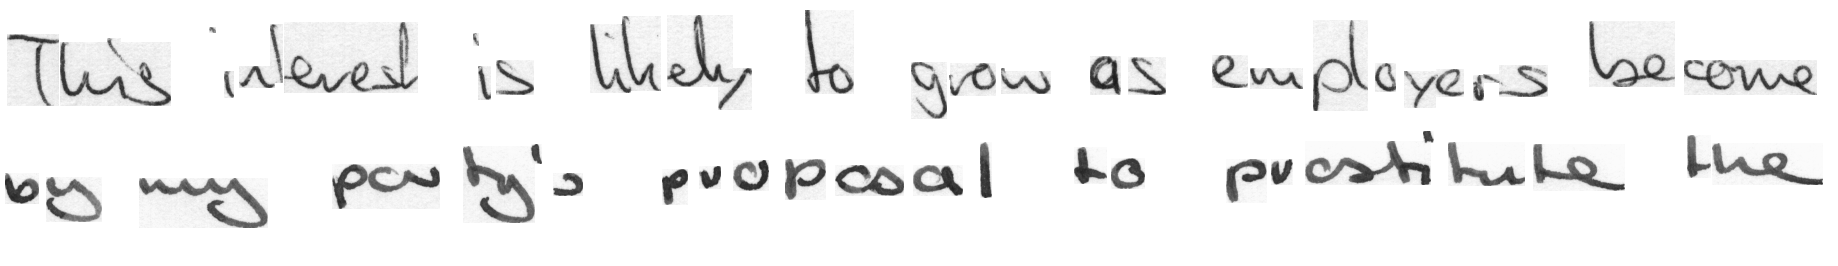 This interest is likely to grow as employers become
by my party's proposal to prostitute the